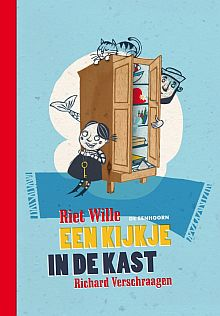 Riet Wille
DE EENHOORN
EEN KIJKJE
IN DE KAST
Richard Verschraagen